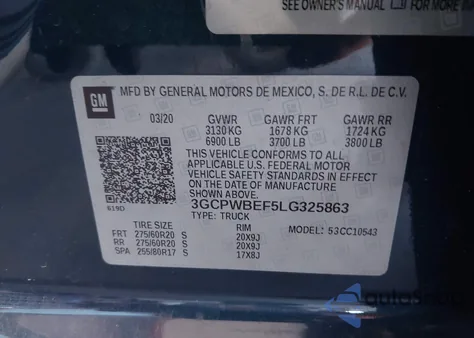 SEE OWNER'S MANUAL
FOR MORE
GM
MFD BY GENERAL MOTORS DE MEXICO, S. DE R.L. DE C.V.
03/20 GVWR GAWR FRT GAWR RR
3130 KG 1678 KG 1724 KG
6900 LB 3700 LB 3800 LB
THIS VEHICLE CONFORMS TO ALL
APPLICABLE U.S. FEDERAL MOTOR
VEHICLE SAFETY STANDARDS IN EFFECT
ON THE DATE OF MANUFACTURE
SHOWN ABOVE.
619D 3GCPWBEF5LG325863
TYPE: TRUCK
MODEL: 53CC10543
TIRE SIZE RIM
FRT 275/60R20 S 20X9J
RR 275/60R20 S 20X9J
SPA 255/80R17 S 17X8J